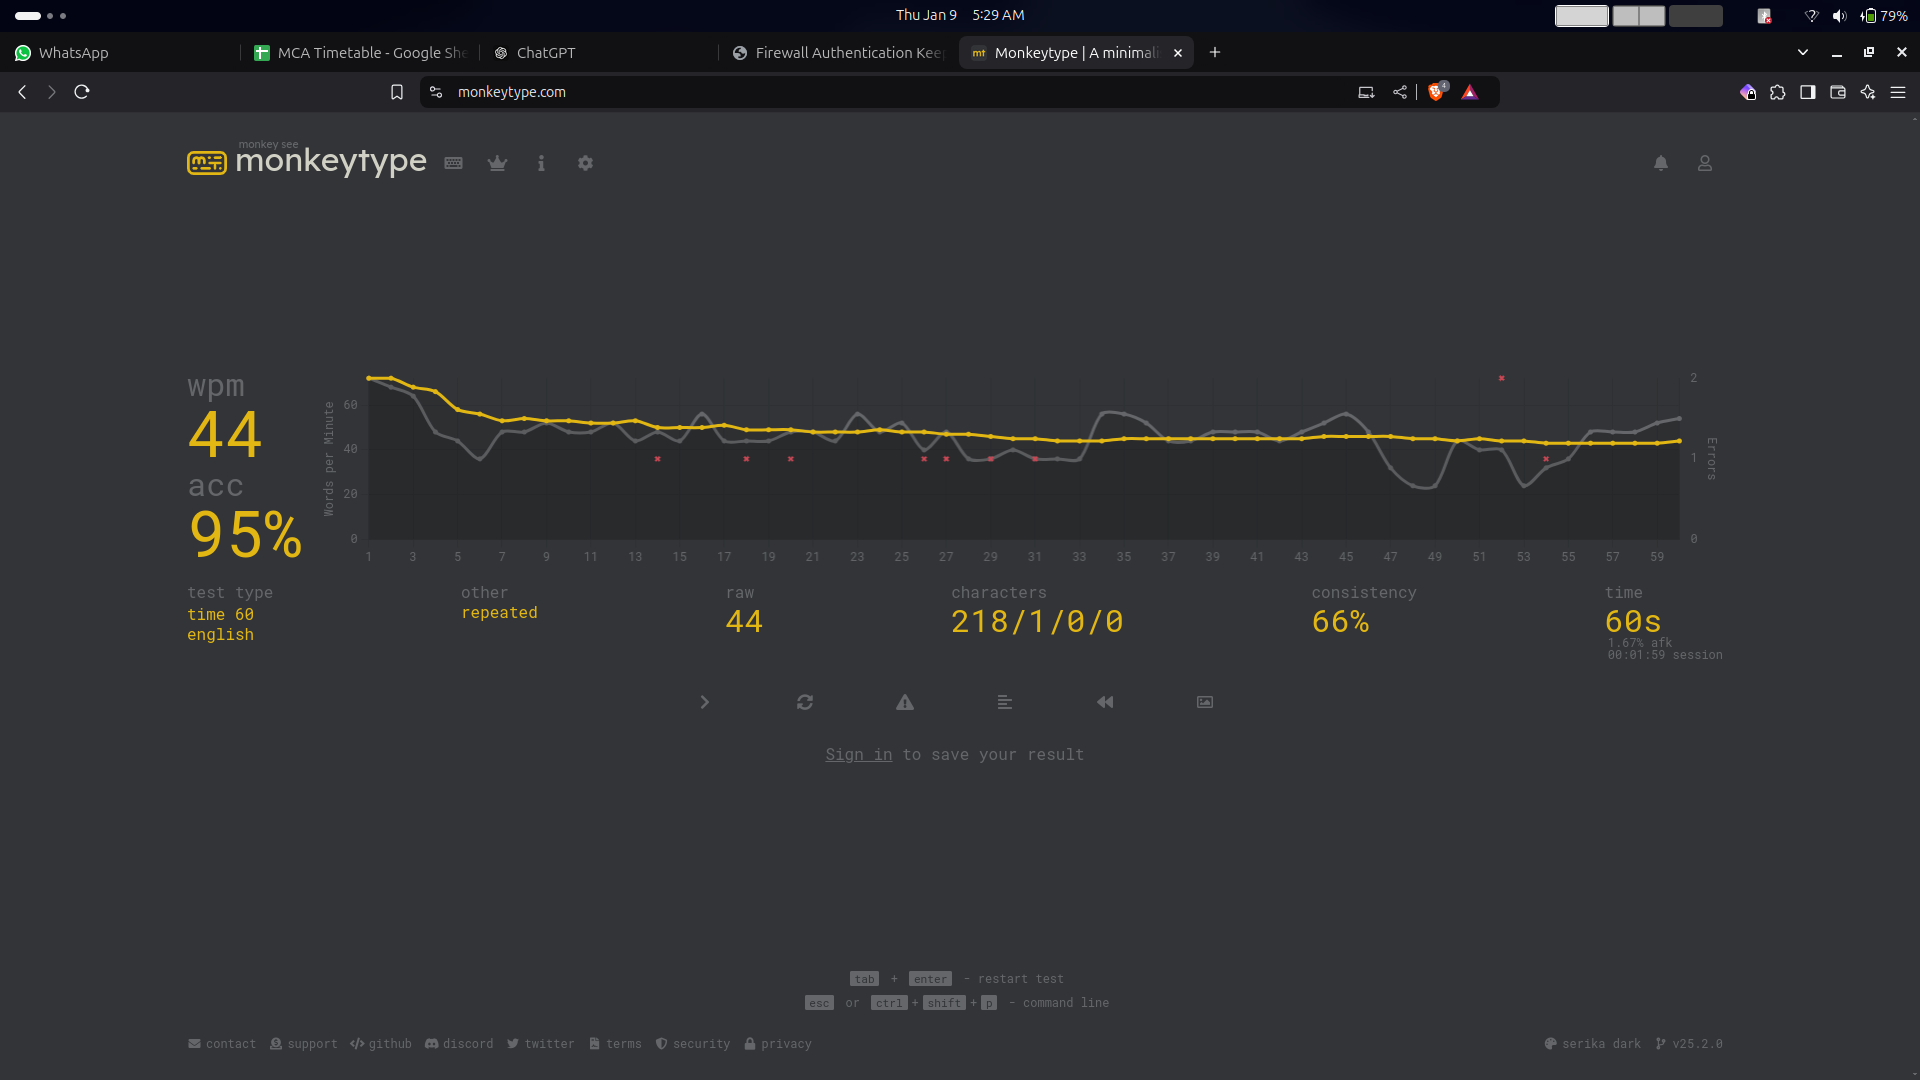 Thu Jan 9 5:29 AM
79%
WhatsApp
MCA Timetable - Google She
ChatGPT
Firewall Authentication Kee
mt
Monkeytype | A minimali
monkeytype.com
4
monkey see
monkeytype
wpm
44
acc
95%
Words per Minute
60
40
20
0
2
1
0
Errors
1 3 5 7 9 11 13 15 17 19 21 23 25 27 29 31 33 35 37 39 41 43 45 47 49 51 53 55 57 59
test type
time 60
english
other
repeated
raw
44
characters
218/1/0/0
consistency
66%
time
60s
1.67% afk
00:01:59 session
Sign in to save your result
tab + enter - restart test
esc or ctrl + shift + p - command line
contact support github discord twitter terms security privacy
serika dark v25.2.0